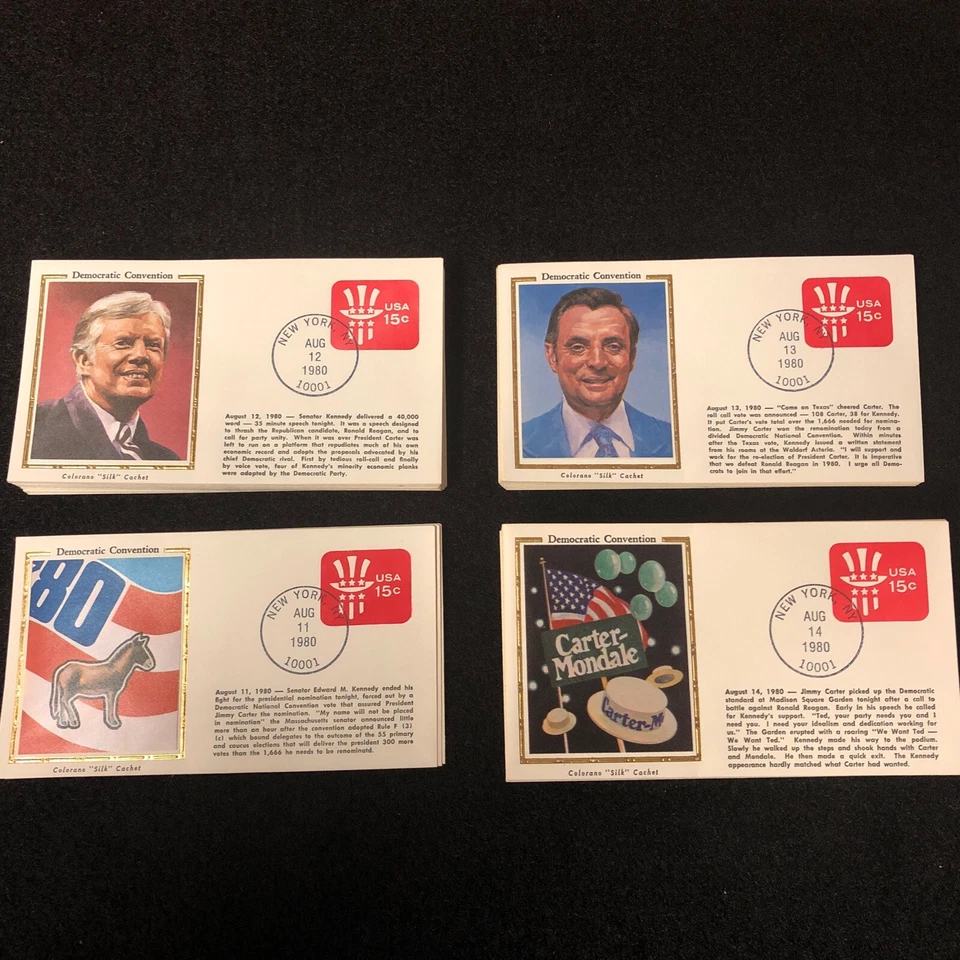 Democratic Convention
USA
15c
NEW YORK, NY
AUG
12
1980
10001
August 12, 1980 — Senator Kennedy delivered a 40,000
word — 35 minute speech tonight. It was a speech designed
to thrash the Republican candidate, Ronald Reagan, and to
call for party unity. When it was over President Carter was
left to run on a platform that repudiates much of his own
economic record and adopts the proposals advocated by his
chief Democratic rival. First by tedious roll-call and finally
by voice vote, four of Kennedy's minority economic planks
were adopted by the Democratic Party.
Colorano "Silk" Cachet
Democratic Convention
USA
15c
NEW YORK, NY
AUG
13
1980
10001
August 13, 1980 — "Come on Texas" cheered Carter. The
roll call vote was announced — 108 Carter, 38 for Kennedy.
It put Carter's vote total over the 1,666 needed for nomina-
tion. Jimmy Carter won the renomination today from a
divided Democratic National Convention. Within minutes
after the Texas vote, Kennedy issued a written statement
from his rooms at the Waldorf Astoria. "I will support and
work for the re-election of President Carter. It is imperative
that we defeat Ronald Reagan in 1980. I urge all Demo-
crats to join in that effort."
Colorano "Silk" Cachet
Democratic Convention
'80
USA
15c
NEW YORK, NY
AUG
11
1980
10001
August 11, 1980 — Senator Edward M. Kennedy ended his
fight for the presidential nomination tonight, forced out by a
Democratic National Convention vote that assured President
Jimmy Carter the nomination. "My name will not be placed
in nomination" the Massachusetts senator announced little
more than an hour after the convention adopted Rule F (3)
(c) which bound delegates to the outcome of the 55 primary
and caucus elections that will deliver the president 300 more
votes than the 1,666 he needs to be renominated.
Colorano "Silk" Cachet
Democratic Convention
Carter-
Mondale
Carter-M
USA
15c
NEW YORK, NY
AUG
14
1980
10001
August 14, 1980 — Jimmy Carter picked up the Democratic
standard at Madison Square Garden tonight after a call to
battle against Ronald Reagan. Early in his speech he called
for Kennedy's support. "Ted, your party needs you and I
need you. I need your idealism and dedication working for
us." The Garden erupted with a roaring "We Want Ted —
We Want Ted." Kennedy made his way to the podium.
Slowly he walked up the steps and shook hands with Carter
and Mondale. He then made a quick exit. The Kennedy
appearance hardly matched what Carter had wanted.
Colorano "Silk" Cachet